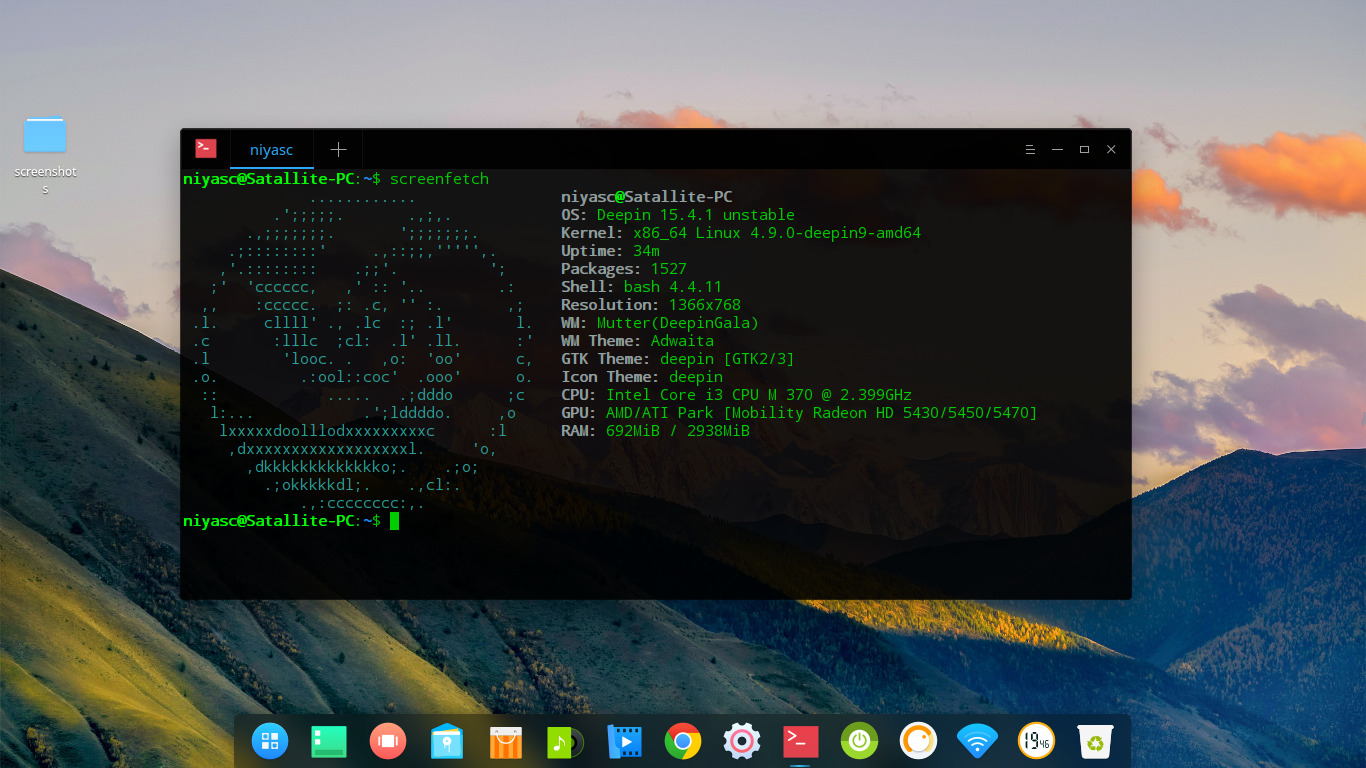 niyasc
niyasc@Satallite-PC:~$ screenfetch
niyasc@Satallite-PC
OS: Deepin 15.4.1 unstable
Kernel: x86_64 Linux 4.9.0-deepin9-amd64
Uptime: 34m
Packages: 1527
Shell: bash 4.4.11
Resolution: 1366x768
WM: Mutter(DeepinGala)
WM Theme: Adwaita
GTK Theme: deepin [GTK2/3]
Icon Theme: deepin
CPU: Intel Core i3 CPU M 370 @ 2.399GHz
GPU: AMD/ATI Park [Mobility Radeon HD 5430/5450/5470]
RAM: 692MiB / 2938MiB
niyasc@Satallite-PC:~$
screenshot
s
19 46